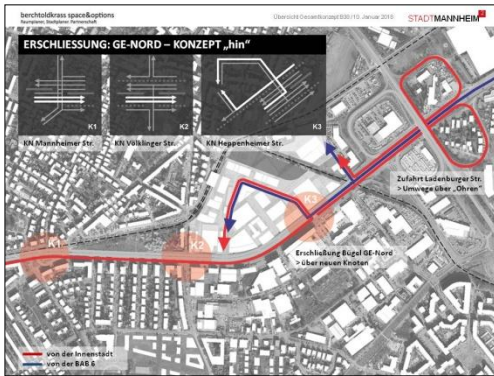 berchtoldkrass space&options
Raumplaner, Stadtplaner. Partnerschaft
Übersicht Gesamtkonzept B38 / 10. Januar 2018
STADTMANNHEIM²
ERSCHLIESSUNG: GE-NORD – KONZEPT „hin“
K1
K2
K3
KN Mannheimer Str.
KN Völklinger Str.
KN Heppenheimer Str.
Zufahrt Ladenburger Str.
> Umwege über „Ohren“
K1
K2
K3
Erschließung Bügel GE-Nord
> über neuen Knoten
von der Innenstadt
von der BAB 6